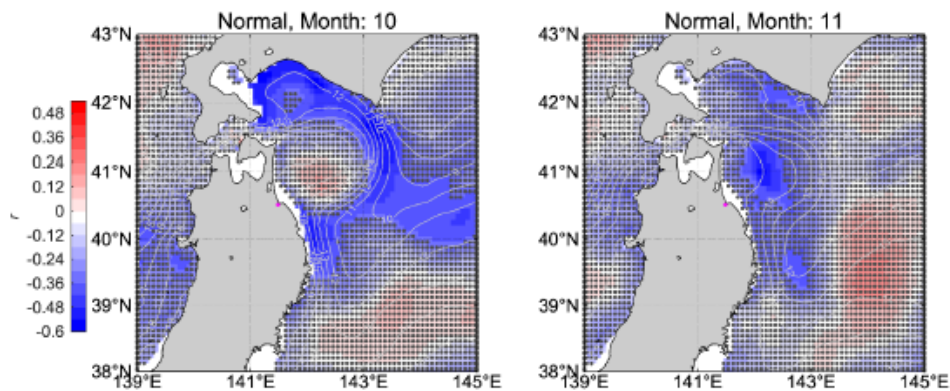 Normal, Month: 10
Normal, Month: 11
43°N
42°N
41°N
40°N
39°N
38°N
139°E
141°E
143°E
145°E
43°N
42°N
41°N
40°N
39°N
38°N
139°E
141°E
143°E
145°E
0.48
0.36
0.24
0.12
0
-0.12
-0.24
-0.36
-0.48
-0.6
r